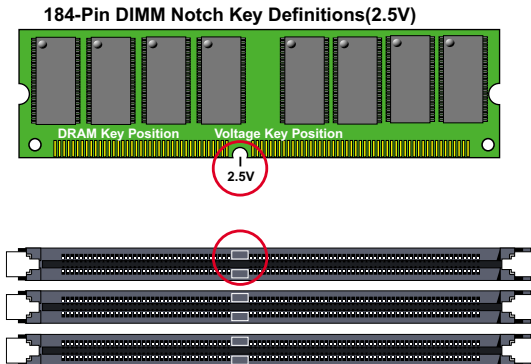 184-Pin DIMM Notch Key Definitions(2.5V)
DRAM Key Position Voltage Key Position
2.5V